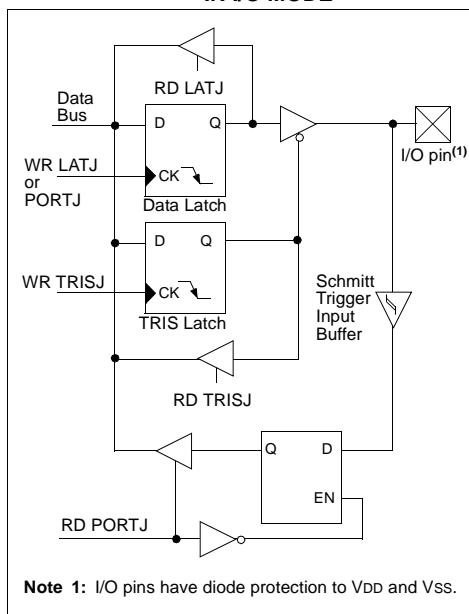 IN I/O MODE
RD LATJ
Data
Bus
D Q
WR LATJ
or
PORTJ
CK
Data Latch
I/O pin(1)
D Q
WR TRISJ
CK
TRIS Latch
Schmitt
Trigger
Input
Buffer
RD TRISJ
Q D
EN
RD PORTJ
Note 1: I/O pins have diode protection to VDD and VSS.